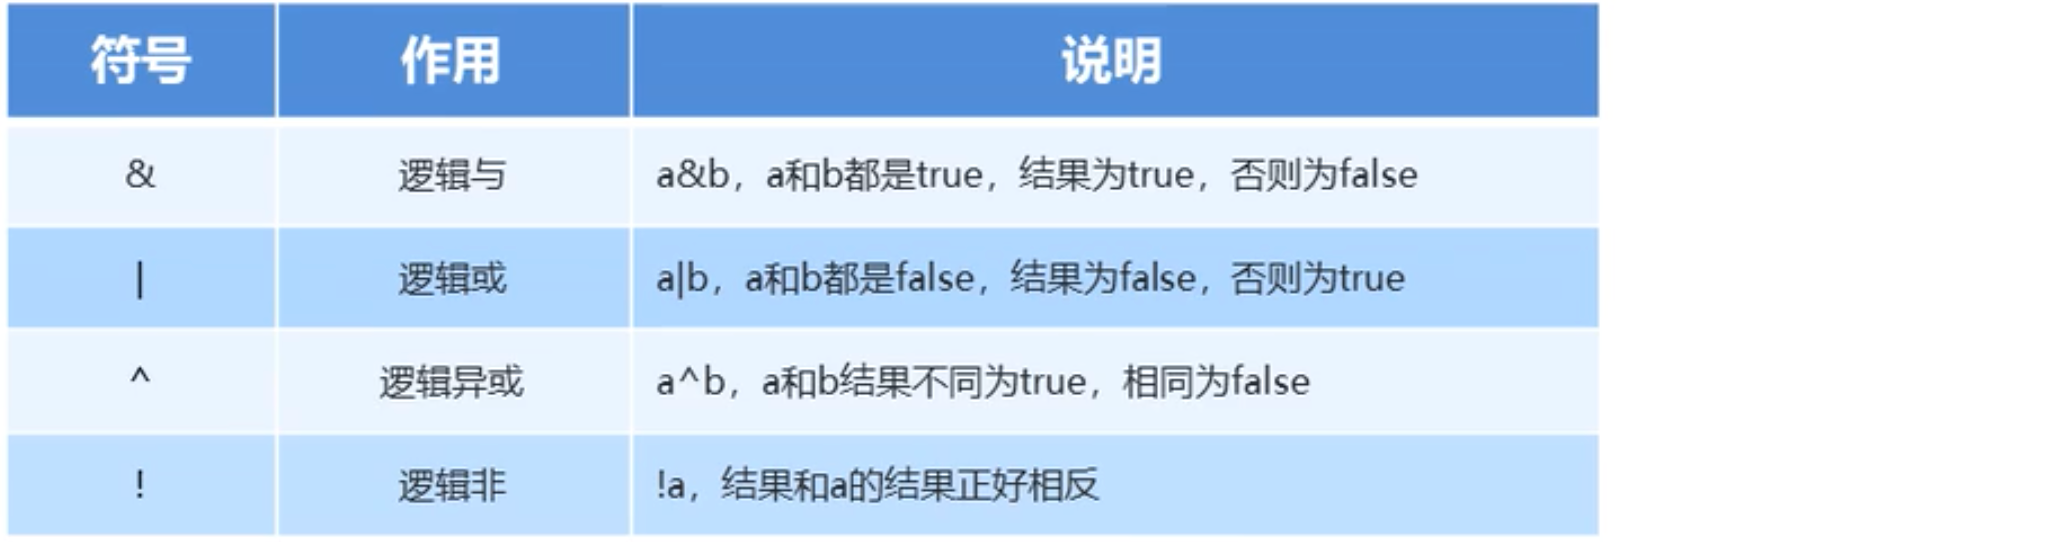 符号 作用 说明
& 逻辑与 a&b，a和b都是true，结果为true，否则为false
| 逻辑或 a|b，a和b都是false，结果为false，否则为true
^ 逻辑异或 a^b，a和b结果不同为true，相同为false
! 逻辑非 !a，结果和a的结果正好相反